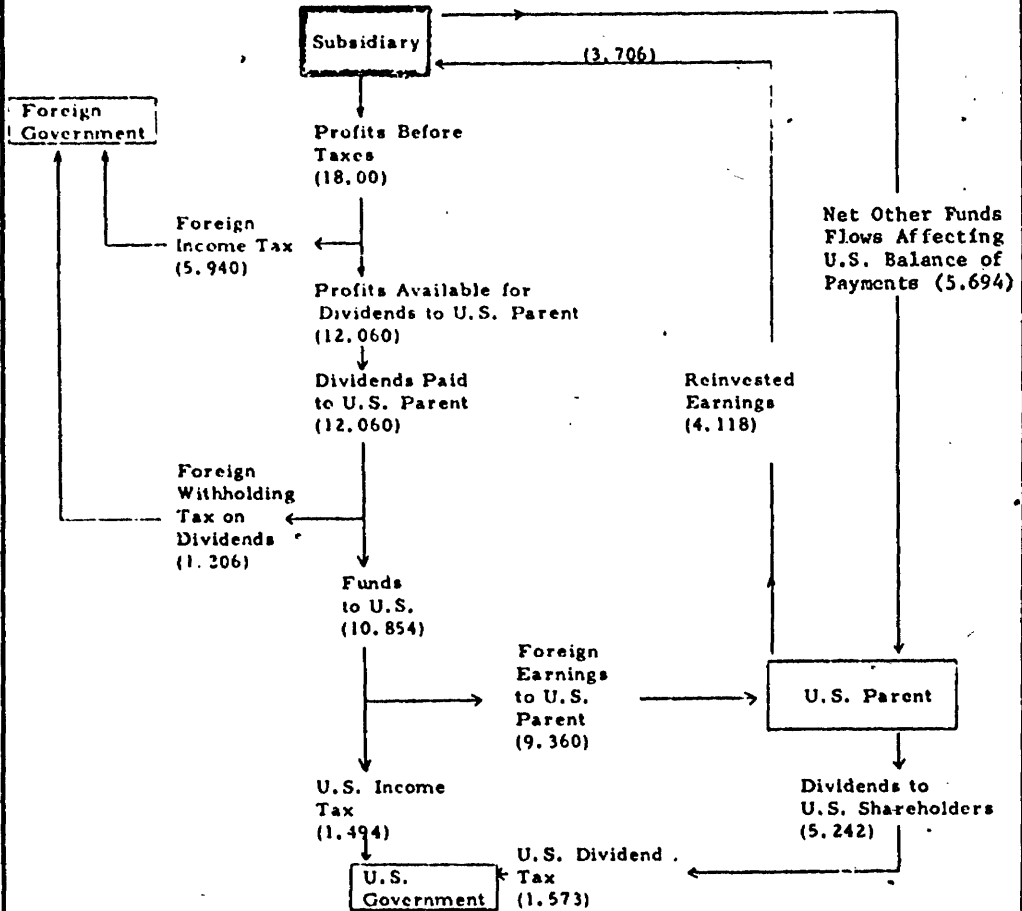 Subsidiary
(3,706)
Foreign
Government
Profits Before
Taxes
(18.00)
Foreign
Income Tax
(5.940)
Net Other Funds
Flows Affecting
U.S. Balance of
Payments (5.694)
Profits Available for
Dividends to U.S. Parent
(12.060)
Dividends Paid
to U.S. Parent
(12.060)
Reinvested
Earnings
(4.118)
Foreign
Withholding
Tax on
Dividends
(1.206)
Funds
to U.S.
(10.854)
Foreign
Earnings
to U.S.
Parent
(9.360)
U.S. Parent
U.S. Income
Tax
(1.494)
Dividends to
U.S. Shareholders
(5.242)
U.S. Dividend
Tax
(1.573)
U.S.
Government